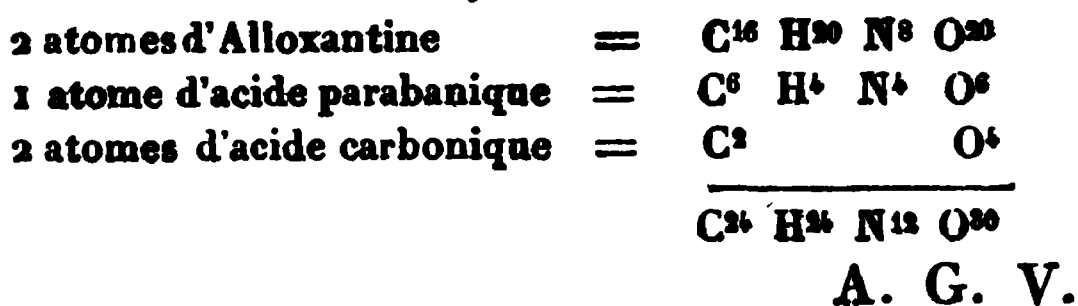 2 atomes d'Alloxantine = C¹⁶ H²⁰ N⁸ O²⁰
1 atome d'acide parabanique = C⁶ H⁴ N⁴ O⁶
2 atomes d'acide carbonique = C² O⁴
C²⁴ H²⁴ N¹² O³⁰
A. G. V.